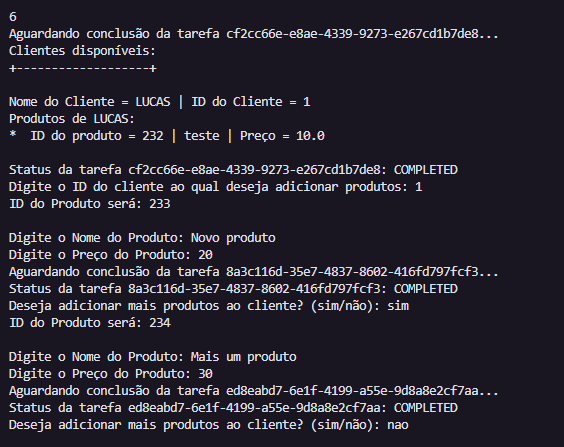 6
Aguardando conclusão da tarefa cf2cc66e-e8ae-4339-9273-e267cd1b7de8...
Clientes disponíveis:
+-------------------+
Nome do Cliente = LUCAS | ID do Cliente = 1
Produtos de LUCAS:
*  ID do produto = 232 | teste | Preço = 10.0
Status da tarefa cf2cc66e-e8ae-4339-9273-e267cd1b7de8: COMPLETED
Digite o ID do cliente ao qual deseja adicionar produtos: 1
ID do Produto será: 233
Digite o Nome do Produto: Novo produto
Digite o Preço do Produto: 20
Aguardando conclusão da tarefa 8a3c116d-35e7-4837-8602-416fd797fcf3...
Status da tarefa 8a3c116d-35e7-4837-8602-416fd797fcf3: COMPLETED
Deseja adicionar mais produtos ao cliente? (sim/não): sim
ID do Produto será: 234
Digite o Nome do Produto: Mais um produto
Digite o Preço do Produto: 30
Aguardando conclusão da tarefa ed8eabd7-6e1f-4199-a55e-9d8a8e2cf7aa...
Status da tarefa ed8eabd7-6e1f-4199-a55e-9d8a8e2cf7aa: COMPLETED
Deseja adicionar mais produtos ao cliente? (sim/não): nao